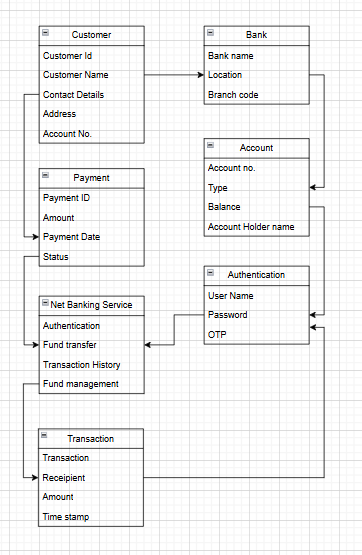 Customer
Customer Id
Customer Name
Contact Details
Address
Account No.
Bank
Bank name
Location
Branch code
Account
Account no.
Type
Balance
Account Holder name
Payment
Payment ID
Amount
Payment Date
Status
Authentication
User Name
Password
OTP
Net Banking Service
Authentication
Fund transfer
Transaction History
Fund management
Transaction
Transaction
Receipient
Amount
Time stamp